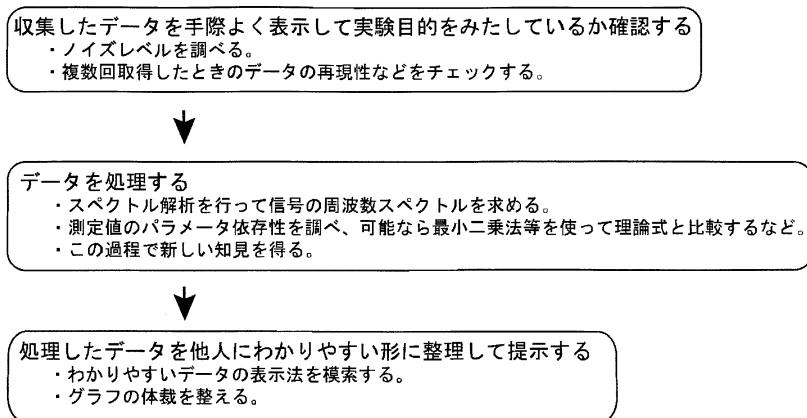 収集したデータを手際よく表示して実験目的をみたしているか確認する
・ノイズレベルを調べる。
・複数回取得したときのデータの再現性などをチェックする。
データを処理する
・スペクトル解析を行って信号の周波数スペクトルを求める。
・測定値のパラメータ依存性を調べ、可能なら最小二乗法等を使って理論式と比較するなど。
・この過程で新しい知見を得る。
処理したデータを他人にわかりやすい形に整理して提示する
・わかりやすいデータの表示法を模索する。
・グラフの体裁を整える。